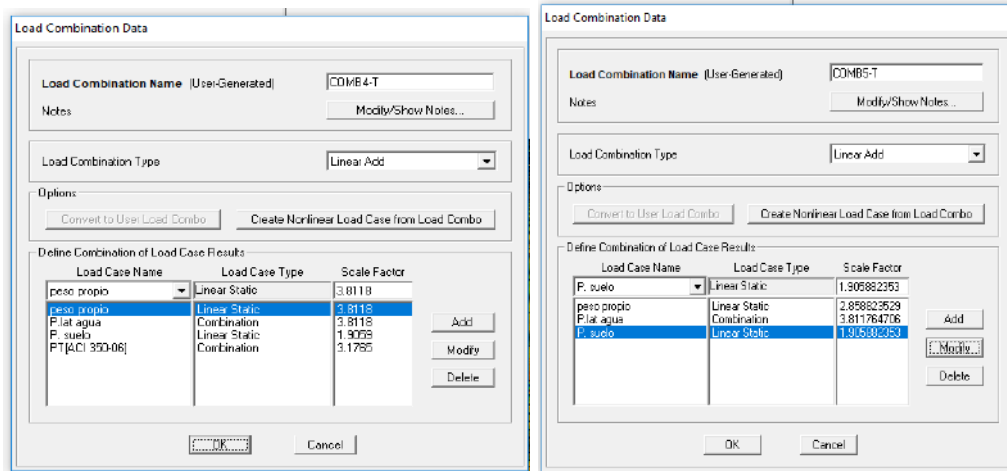 Load Combination Data
Load Combination Name (User-Generated) COMB4-T
Notes Modify/Show Notes...
Load Combination Type Linear Add
Options
Convert to User Load Combo Create Nonlinear Load Case from Load Combo
Define Combination of Load Case Results
Load Case Name Load Case Type Scale Factor
peso propio Linear Static 3.8118
peso propio Linear Static 3.8118
P.lat agua Combination 3.8118
P. suelo Linear Static 1.9059
PT(ACI 350-06) Combination 3.1765
Add
Modify
Delete
OK Cancel
Load Combination Data
Load Combination Name (User-Generated) COMB5-T
Notes Modify/Show Notes...
Load Combination Type Linear Add
Options
Convert to User Load Combo Create Nonlinear Load Case from Load Combo
Define Combination of Load Case Results
Load Case Name Load Case Type Scale Factor
P. suelo Linear Static 1.905882353
peso propio Linear Static 2.858823529
P.lat agua Combination 3.811764706
P. suelo Linear Static 1.905882353
Add
Modify
Delete
OK Cancel